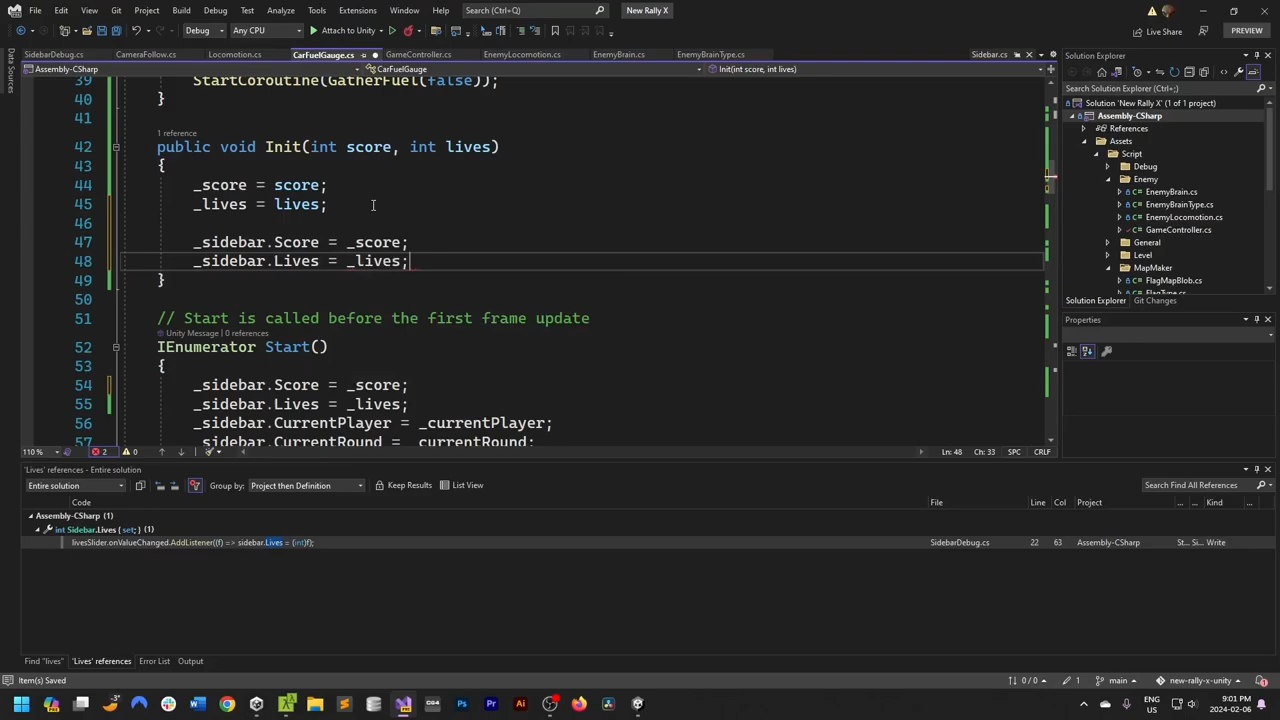 File Edit View Git Project Build Debug Test Analyze Tools Extensions Window Help Search (Ctrl+;) New Rally X
Debug Any CPU Attach to Unity Live Share PREVIEW
SidebarDebug.cs CameraFollow.cs Locomotion.cs CarFuelGauge.cs GameController.cs EnemyLocomotion.cs EnemyBrain.cs EnemyBrainType.cs Sidebar.cs Solution Explorer
Assembly-CSharp CarFuelGauge Init(int score, int lives)
39 StartCoroutine(GatherFuel(false));
40 }
41
1 reference
42 public void Init(int score, int lives)
43 {
44 _score = score;
45 _lives = lives;
46
47 _sidebar.Score = _score;
48 _sidebar.Lives = _lives;
49 }
50
51 // Start is called before the first frame update
Unity Message | 0 references
52 IEnumerator Start()
53 {
54 _sidebar.Score = _score;
55 _sidebar.Lives = _lives;
56 _sidebar.CurrentPlayer = _currentPlayer;
57 _sidebar.CurrentRound = _currentRound;
110 % 2 0 Ln: 48 Ch: 33 SPC CRLF
Search Solution Explorer (Ctrl+;)
Solution 'New Rally X' (1 of 1 project)
Assembly-CSharp
References
Assets
Script
Debug
Enemy
EnemyBrain.cs
EnemyBrainType.cs
EnemyLocomotion.cs
GameController.cs
General
Level
MapMaker
FlagMapBlob.cs
FlagType.cs
Solution Explorer Git Changes
Properties
'Lives' references - Entire solution
Entire solution Group by: Project then Definition Keep Results List View Search Find All References
Code File Line Col Project ... ... Kind ...
Assembly-CSharp (1)
int Sidebar.Lives { set; } (1)
livesSlider.onValueChanged.AddListener((f) => sidebar.Lives = (int)f); SidebarDebug.cs 22 63 Assembly-CSharp St... Si... Write
Find "lives" 'Lives' references Error List Output
Item(s) Saved 0 / 0 1 main new-rally-x 1
ENG
US
9:01 PM
2024-02-06